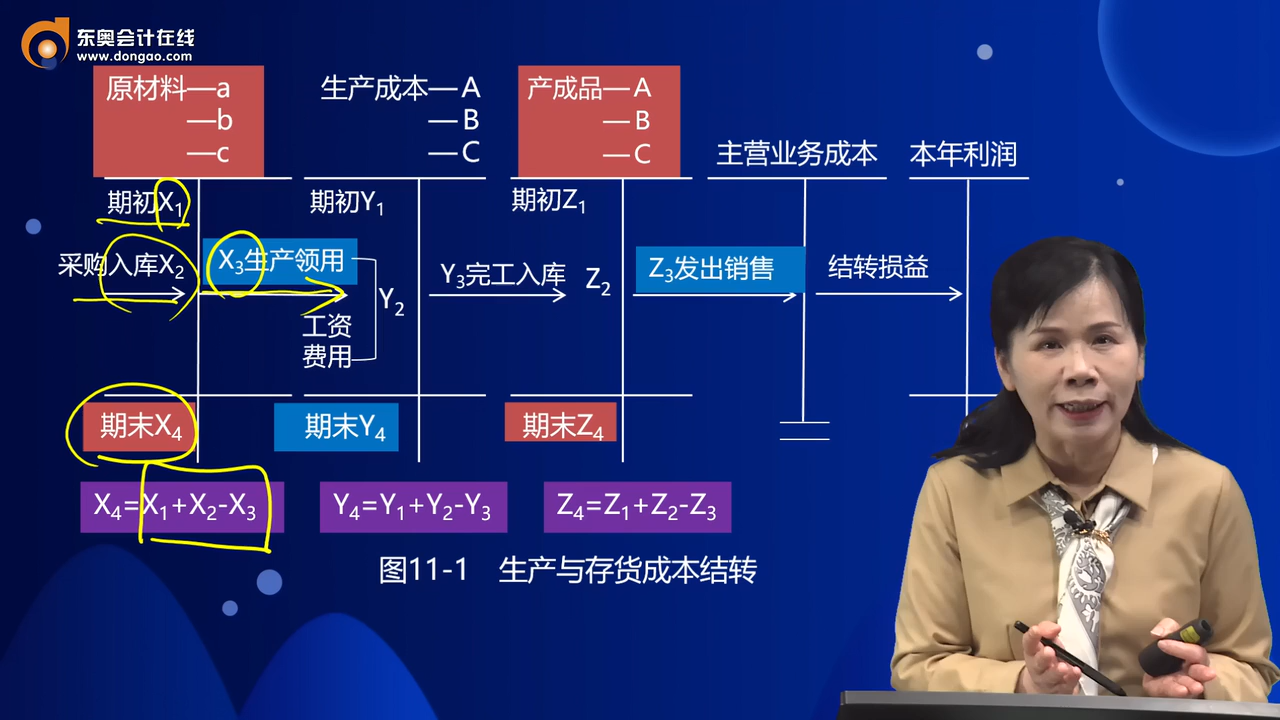 东奥会计在线
www.dongao.com
原材料—a
—b
—c
生产成本—A
—B
—C
产成品—A
—B
—C
主营业务成本
本年利润
期初X1
期初Y1
期初Z1
采购入库X2
X3生产领用
工资
费用
Y2
Y3完工入库
Z2
Z3发出销售
结转损益
期末X4
期末Y4
期末Z4
X4=X1+X2-X3
Y4=Y1+Y2-Y3
Z4=Z1+Z2-Z3
图11-1 生产与存货成本结转